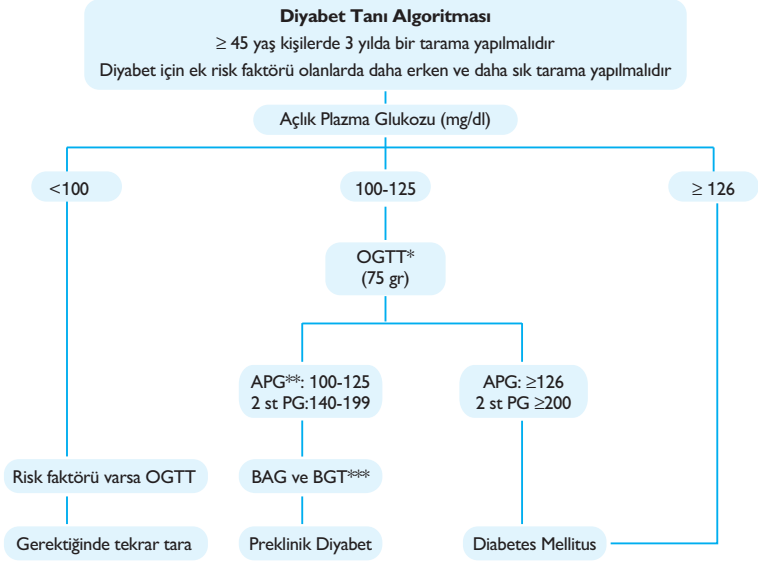 Diyabet Tanı Algoritması
≥ 45 yaş kişilerde 3 yılda bir tarama yapılmalıdır
Diyabet için ek risk faktörü olanlarda daha erken ve daha sık tarama yapılmalıdır
Açlık Plazma Glukozu (mg/dl)
<100
100-125
≥ 126
OGTT*
(75 gr)
APG**: 100-125
2 st PG:140-199
APG: ≥126
2 st PG ≥200
Risk faktörü varsa OGTT
BAG ve BGT***
Gerektiğinde tekrar tara
Preklinik Diyabet
Diabetes Mellitus